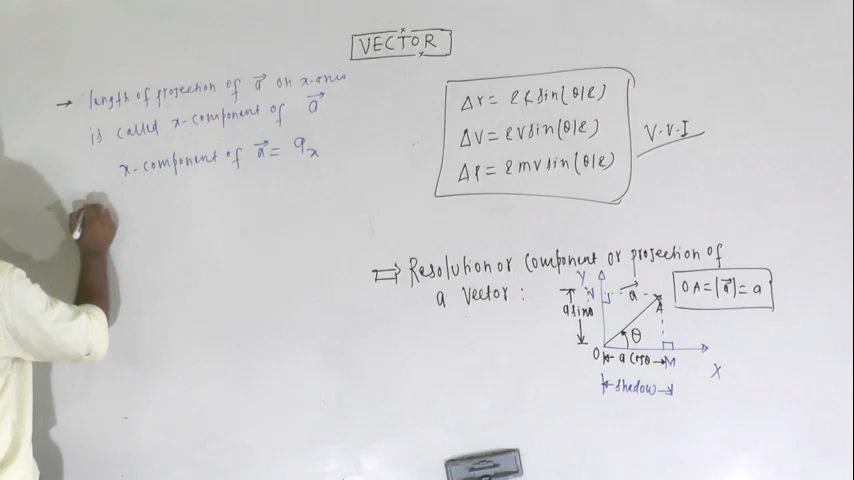 VECTOR
→ length of projection of a⃗ on x-axis
is called x-component of a⃗
x-component of a⃗ = aₓ
Δr = 2r sin(θ/2)
Δv = 2v sin(θ/2)
Δp = 2mv sin(θ/2)
V.V.I
⇒ Resolution or component or projection of
a vector:
OA = |a⃗| = a
Y
N
a⃗
A
a sinθ
θ
O
a cosθ
M
X
shadow